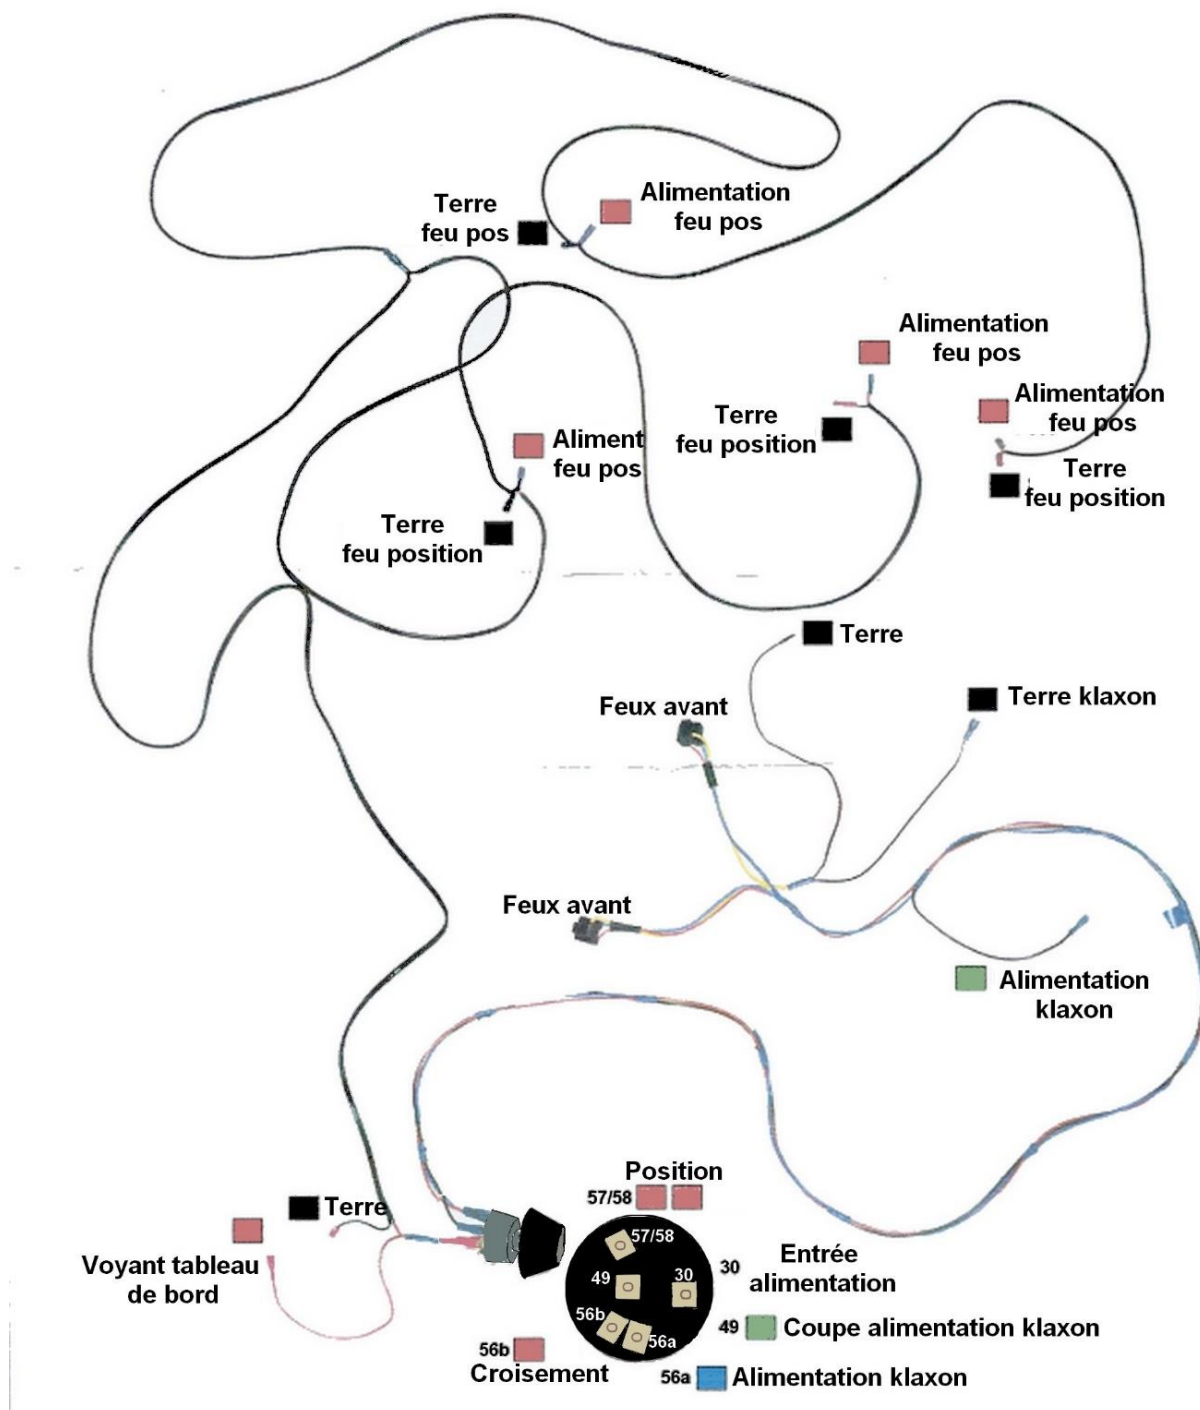 Alimentation
feu pos
Terre
feu pos
Alimentation
feu pos
Alimentation
feu pos
Terre
feu position
Terre
feu position
Aliment
feu pos
Terre
feu position
Terre
Terre klaxon
Feux avant
Feux avant
Alimentation
klaxon
Position
57/58
Terre
Voyant tableau
de bord
57/58
49
30
56b
56a
30
Entrée
alimentation
49
Coupe alimentation klaxon
56b
Croisement
56a
Alimentation klaxon